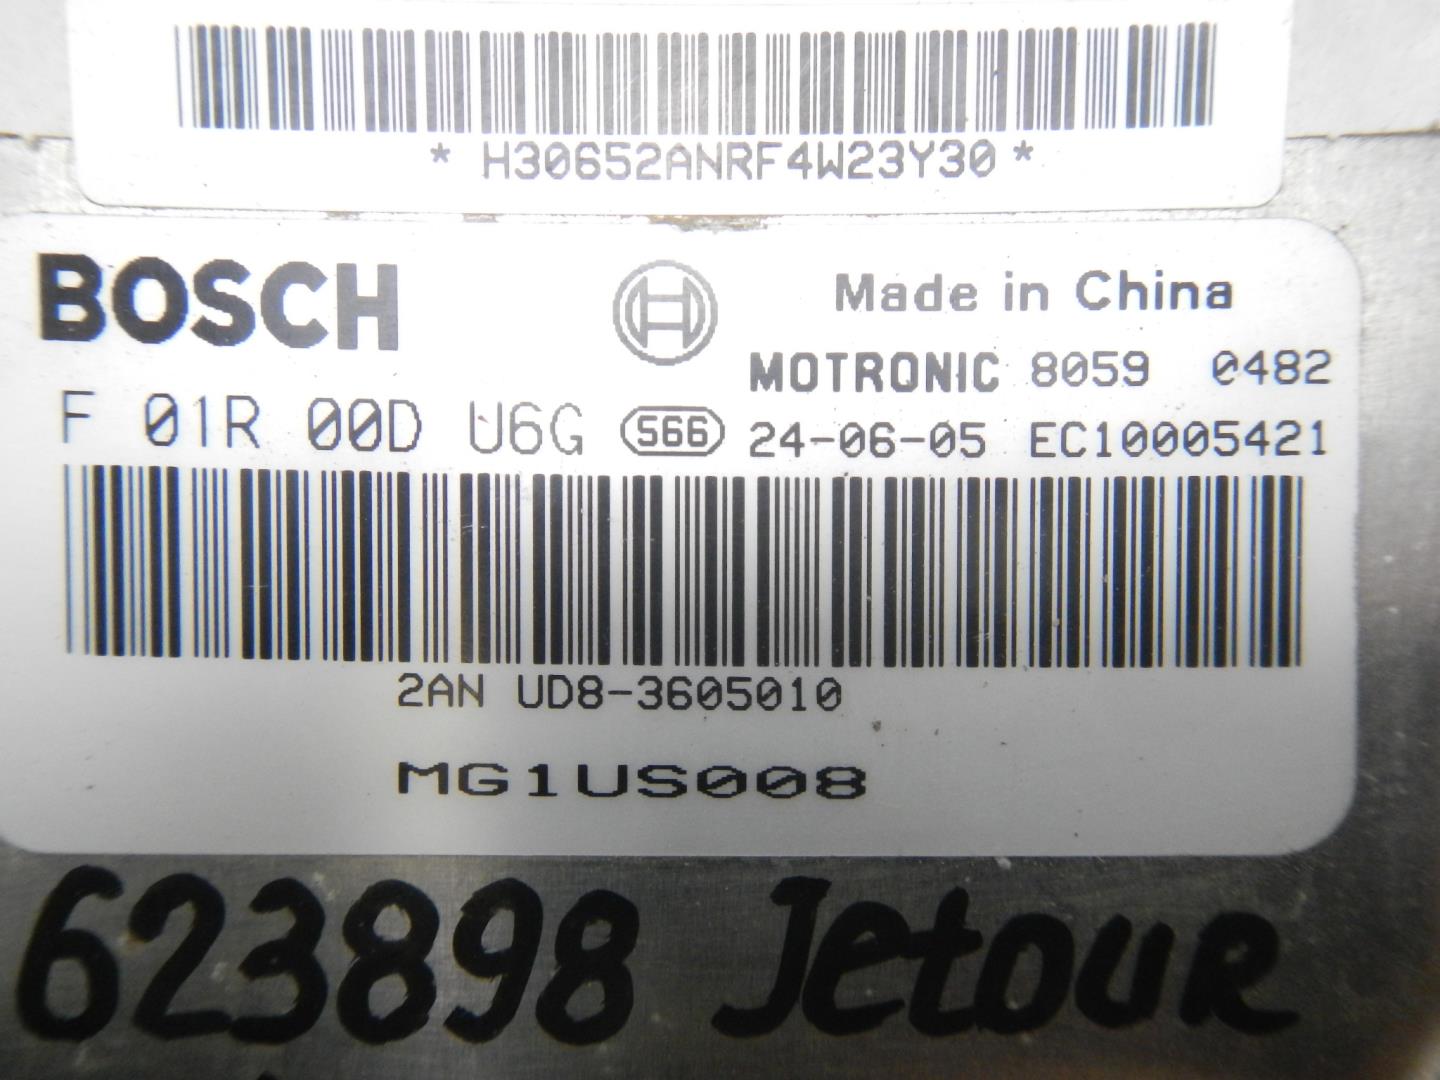 * H30652ANRF4W23Y30 *
BOSCH
Made in China
MOTRONIC 8059 0482
F 01R 00D U6G S66 24-06-05 EC10005421
2AN UD8-3605010
MG1US008
623898 Jetour